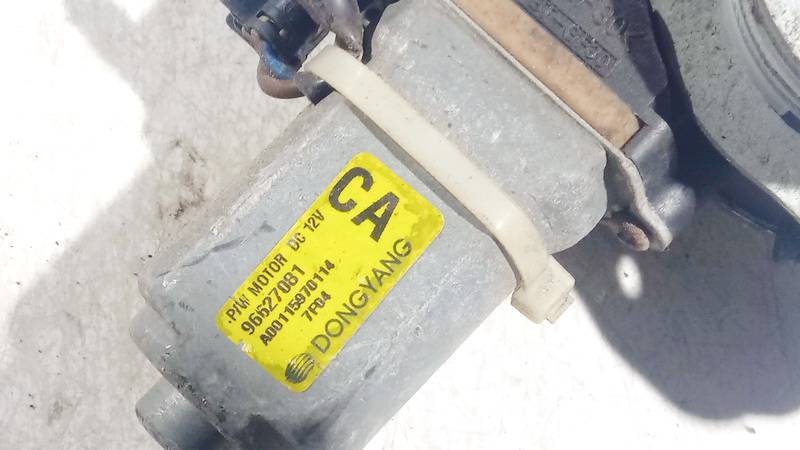 CA
P/W MOTOR DC 12V
96627081
A00115970114
7F04
DONGYANG